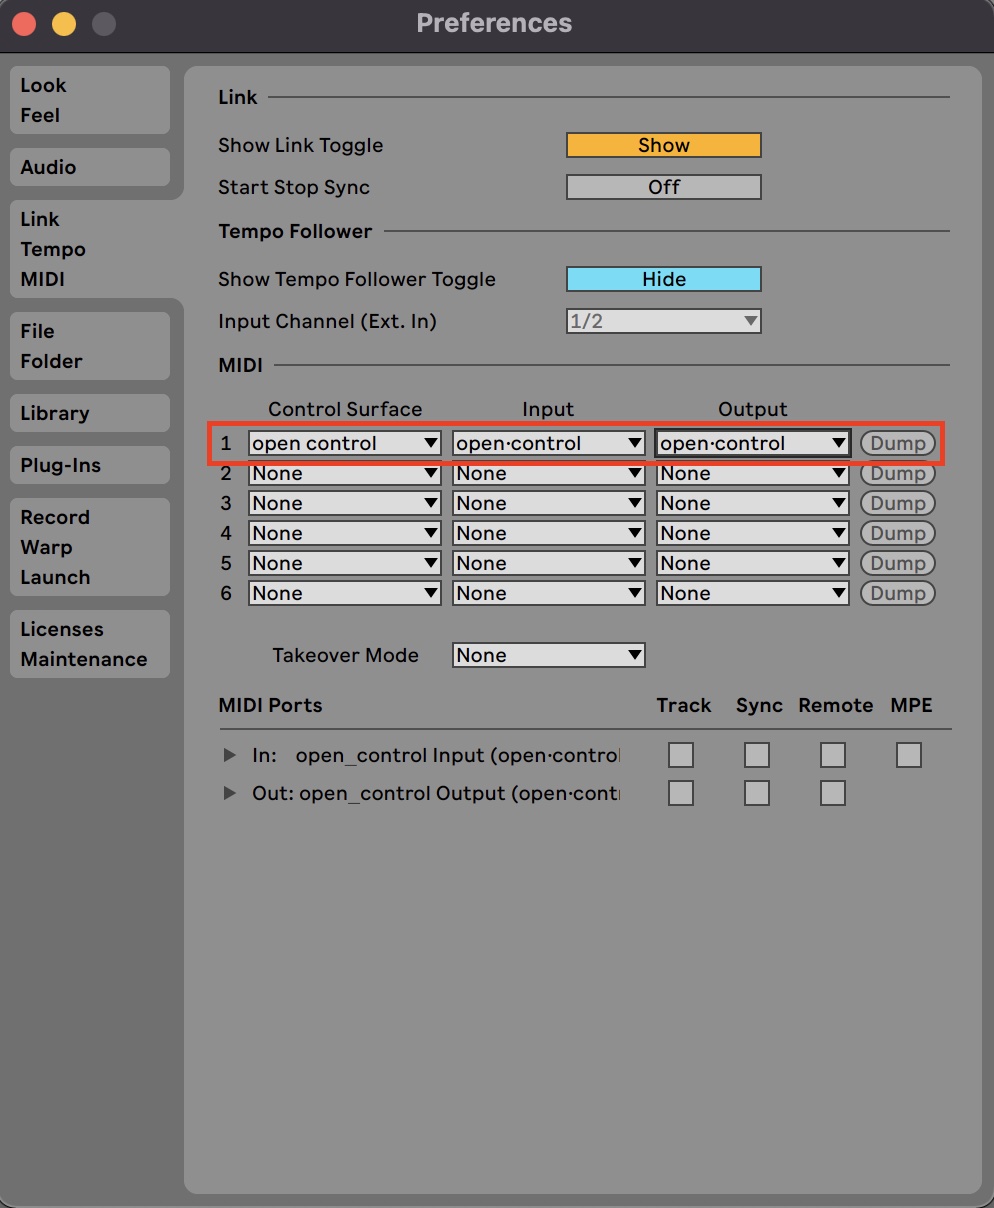 Preferences
Look
Feel
Audio
Link
Tempo
MIDI
File
Folder
Library
Plug-Ins
Record
Warp
Launch
Licenses
Maintenance
Link
Show Link Toggle Show
Start Stop Sync Off
Tempo Follower
Show Tempo Follower Toggle Hide
Input Channel (Ext. In) 1/2
MIDI
Control Surface Input Output
1 open control open·control open·control Dump
2 None None None Dump
3 None None None Dump
4 None None None Dump
5 None None None Dump
6 None None None Dump
Takeover Mode None
MIDI Ports Track Sync Remote MPE
In: open_control Input (open·control
Out: open_control Output (open·cont